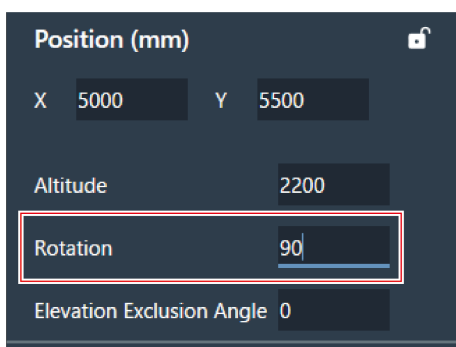 Position (mm)
X 5000 Y 5500
Altitude 2200
Rotation 90
Elevation Exclusion Angle 0